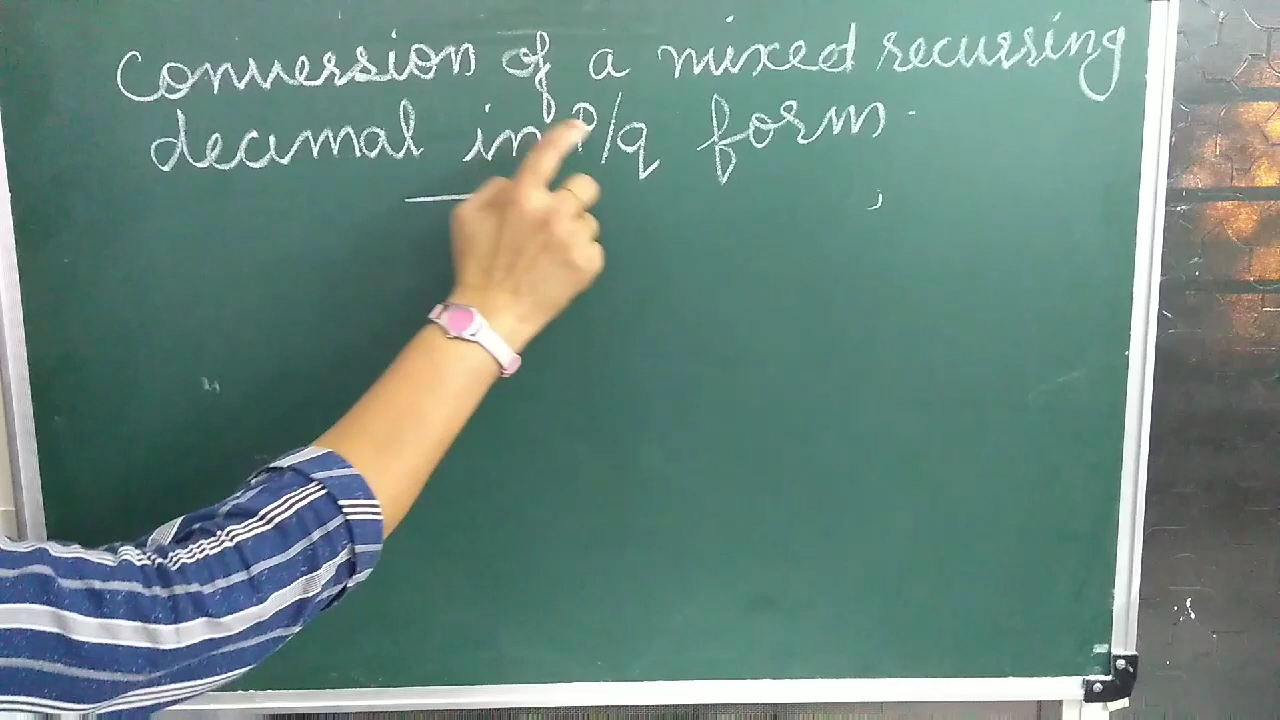 Conversion of a mixed recurring
decimal in P/q form.